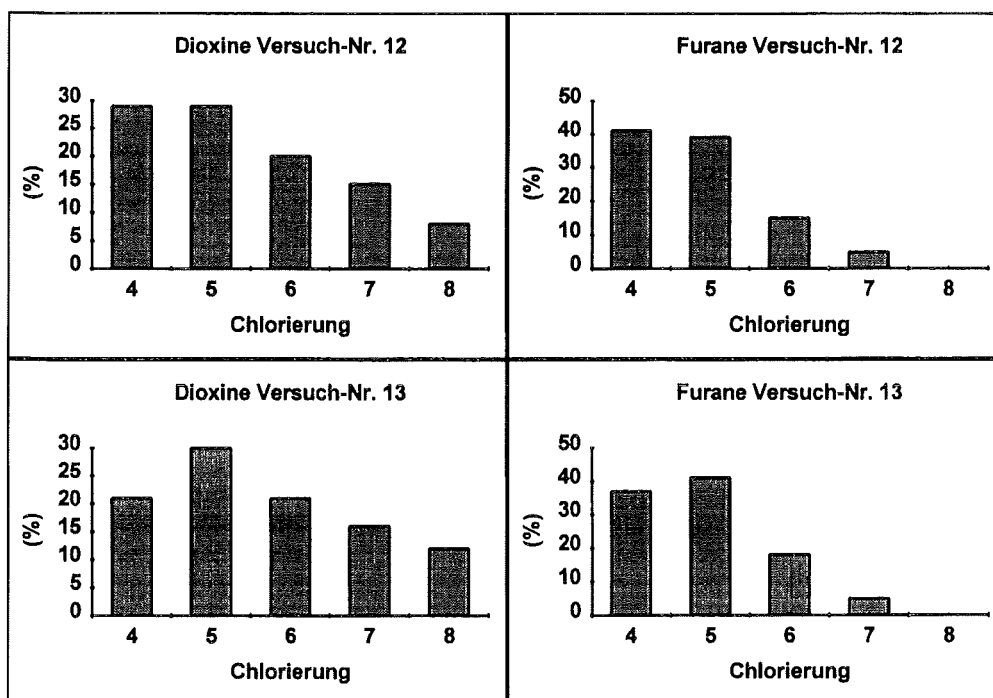 Dioxine Versuch-Nr. 12
30
25
20
15
10
5
0
(%)
4 5 6 7 8
Chlorierung
Furane Versuch-Nr. 12
50
40
30
20
10
0
(%)
4 5 6 7 8
Chlorierung
Dioxine Versuch-Nr. 13
30
25
20
15
10
5
0
(%)
4 5 6 7 8
Chlorierung
Furane Versuch-Nr. 13
50
40
30
20
10
0
(%)
4 5 6 7 8
Chlorierung